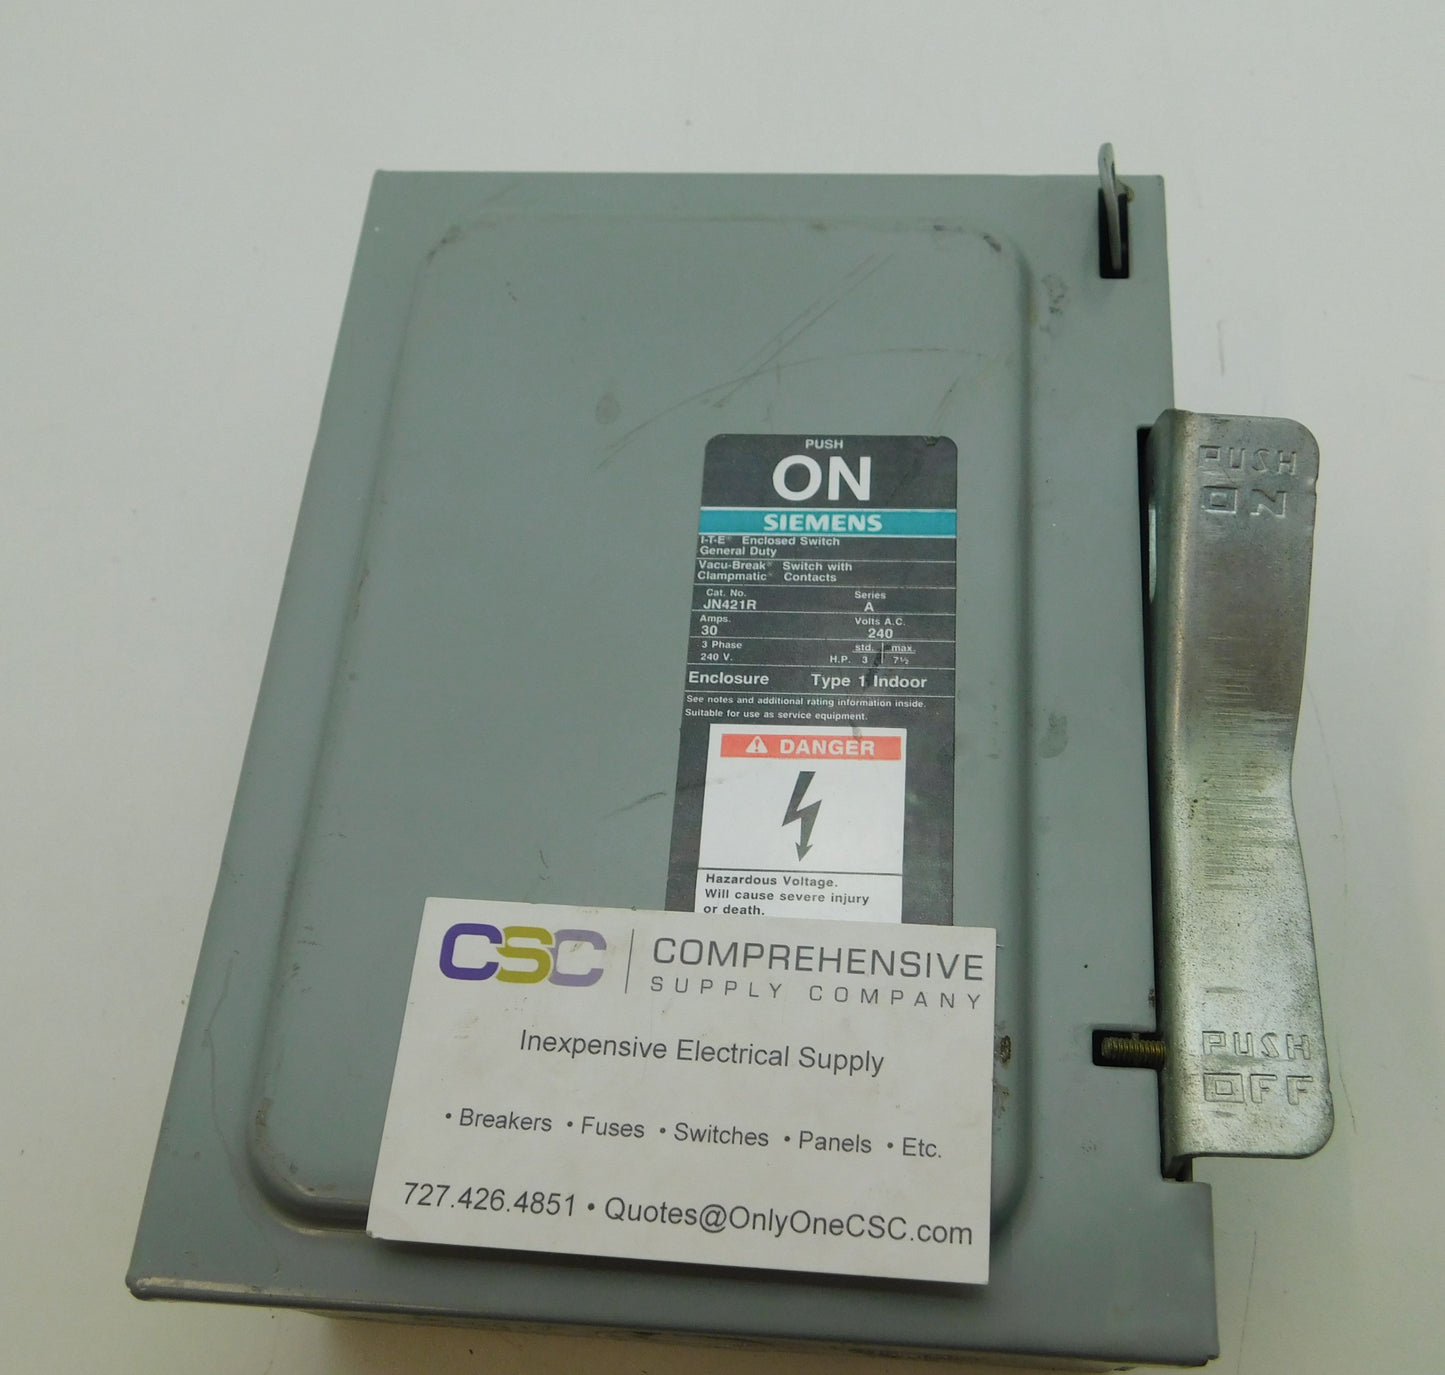 PUSH
ON
SIEMENS
I-T-E® Enclosed Switch
General Duty
Vacu-Break® Switch with
Clampmatic® Contacts
Cat. No. Series
JN421R A
Amps. Volts A.C.
30 240
3 Phase std. max.
240 V. H.P. 3 7½
Enclosure Type 1 Indoor
See notes and additional rating information inside.
Suitable for use as service equipment.
DANGER
Hazardous Voltage.
Will cause severe injury
or death.
PUSH
ON
PUSH
OFF
CSC COMPREHENSIVE
SUPPLY COMPANY
Inexpensive Electrical Supply
• Breakers • Fuses • Switches • Panels • Etc.
727.426.4851 • Quotes@OnlyOneCSC.com